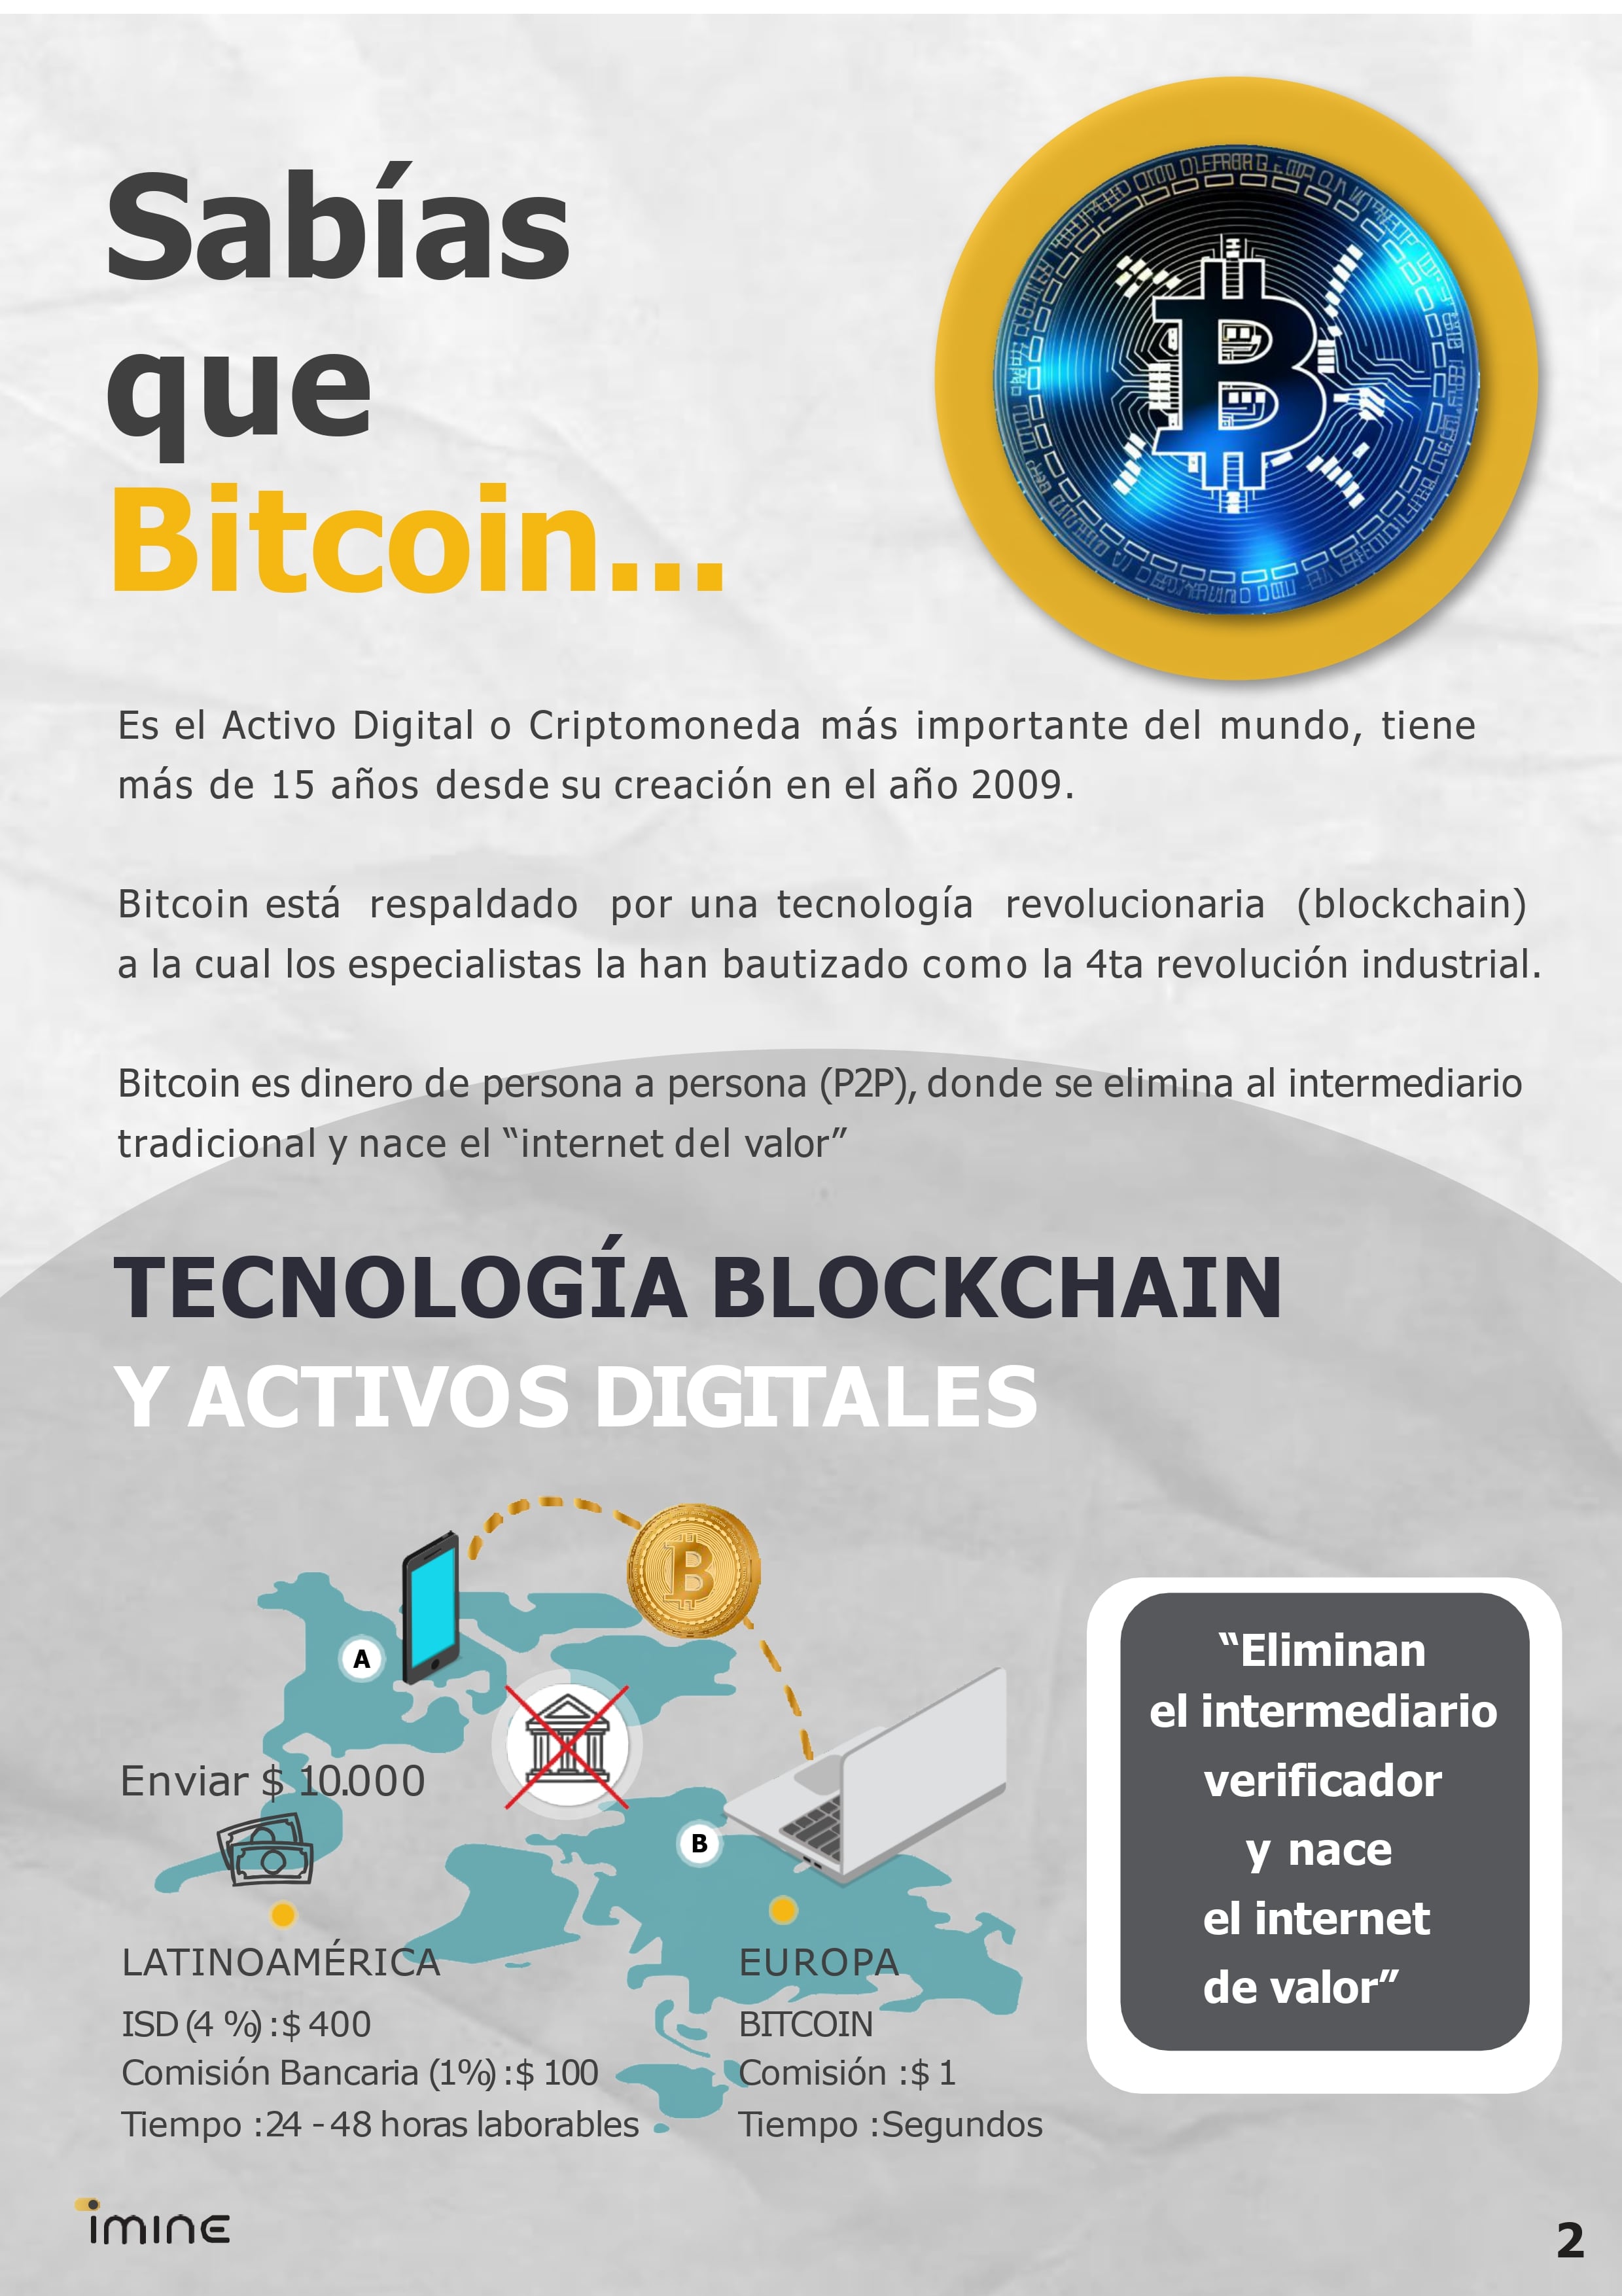 Sabías
que
Bitcoin...
Es el Activo Digital o Criptomoneda más importante del mundo, tiene
más de 15 años desde su creación en el año 2009.
Bitcoin está respaldado por una tecnología revolucionaria (blockchain)
a la cual los especialistas la han bautizado como la 4ta revolución industrial.
Bitcoin es dinero de persona a persona (P2P), donde se elimina al intermediario
tradicional y nace el “internet del valor”
TECNOLOGÍA BLOCKCHAIN
Y ACTIVOS DIGITALES
A
Enviar $ 10.000
B
LATINOAMÉRICA
ISD (4 %) : $ 400
Comisión Bancaria (1%) : $ 100
Tiempo : 24 - 48 horas laborables
EUROPA
BITCOIN
Comisión : $ 1
Tiempo : Segundos
“Eliminan
el intermediario
verificador
y nace
el internet
de valor”
imine
2